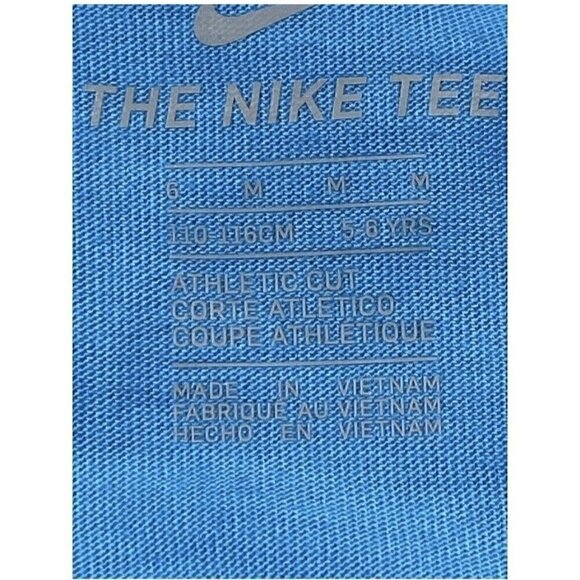 THE NIKE TEE
6 M M M
110-116CM 5-6 YRS
ATHLETIC CUT
CORTE ATLETICO
COUPE ATHLETIQUE
MADE IN VIETNAM
FABRIQUE AU VIETNAM
HECHO EN VIETNAM